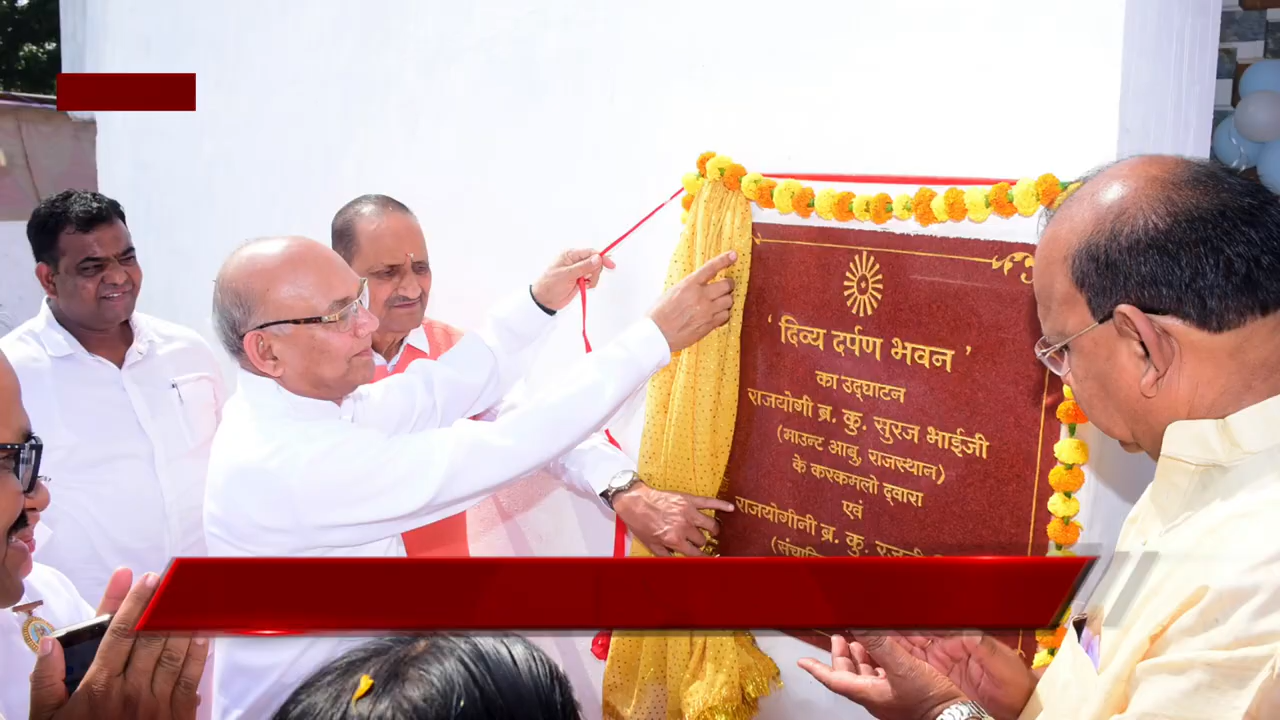 ‘ दिव्य दर्पण भवन ’
का उद्घाटन
राजयोगी ब्र. कु. सुरज भाईजी
(माउन्ट आबु, राजस्थान)
के करकमलो द्वारा
एवं
राजयोगीनी ब्र. कु.